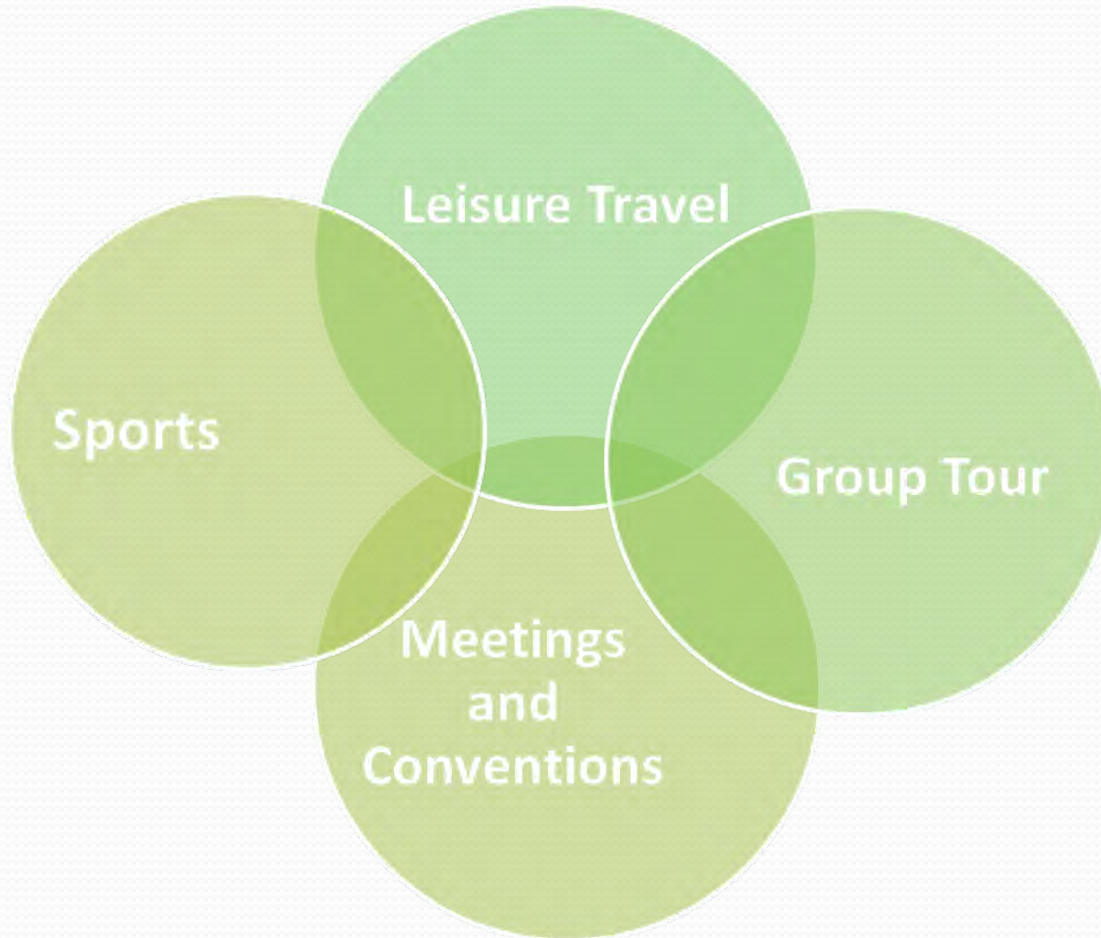 Leisure Travel
Sports
Group Tour
Meetings
and
Conventions